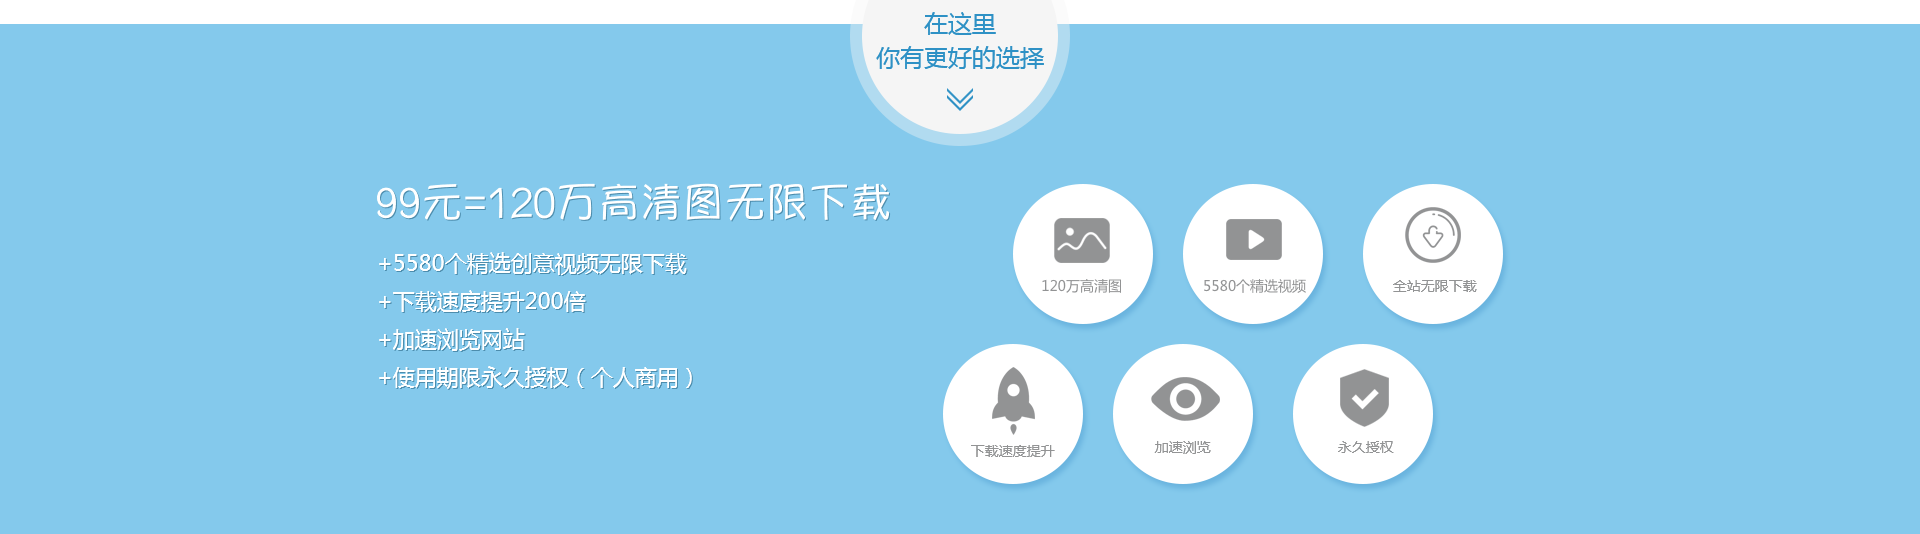 在这里
你有更好的选择
99元=120万高清图无限下载
+5580个精选创意视频无限下载
+下载速度提升200倍
+加速浏览网站
+使用期限永久授权（个人商用）
120万高清图
5580个精选视频
全站无限下载
下载速度提升
加速浏览
永久授权